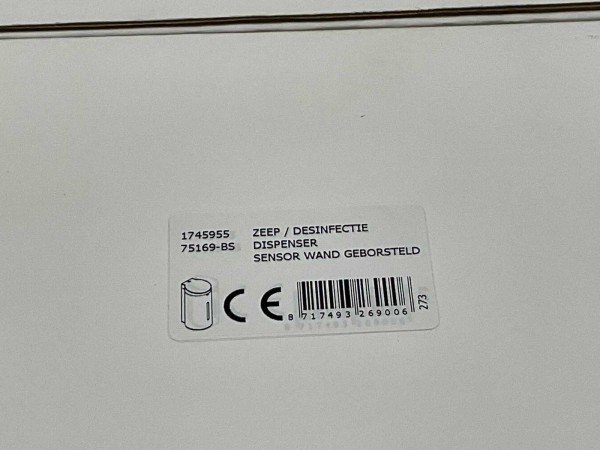 1745955 ZEEP / DESINFECTIE
75169-BS DISPENSER
SENSOR WAND GEBORSTELD
CE
8 717493 269006
273